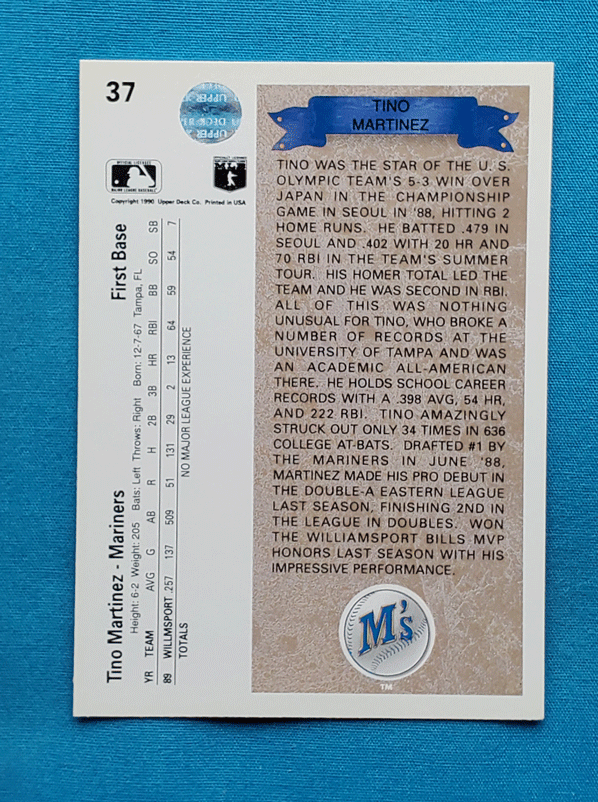 37
UPPER
DECK
UPPER
OFFICIAL LICENSEE
MAJOR LEAGUE BASEBALL
Copyright 1990 Upper Deck Co. Printed in USA
Tino Martinez - Mariners First Base
Height: 6-2 Weight: 205 Bats: Left Throws: Right Born: 12-7-67 Tampa, FL
YR TEAM AVG G AB R H 2B 3B HR RBI BB SO SB
89 WILLMSPORT .257 137 509 51 131 29 2 13 64 59 54 7
TOTALS NO MAJOR LEAGUE EXPERIENCE
TINO
MARTINEZ
TINO WAS THE STAR OF THE U. S.
OLYMPIC TEAM'S 5-3 WIN OVER
JAPAN IN THE CHAMPIONSHIP
GAME IN SEOUL IN '88, HITTING 2
HOME RUNS. HE BATTED .479 IN
SEOUL AND .402 WITH 20 HR AND
70 RBI IN THE TEAM'S SUMMER
TOUR. HIS HOMER TOTAL LED THE
TEAM AND HE WAS SECOND IN RBI.
ALL OF THIS WAS NOTHING
UNUSUAL FOR TINO, WHO BROKE A
NUMBER OF RECORDS AT THE
UNIVERSITY OF TAMPA AND WAS
AN ACADEMIC ALL-AMERICAN
THERE. HE HOLDS SCHOOL CAREER
RECORDS WITH A .398 AVG, 54 HR,
AND 222 RBI. TINO AMAZINGLY
STRUCK OUT ONLY 34 TIMES IN 636
COLLEGE AT-BATS. DRAFTED #1 BY
THE MARINERS IN JUNE '88,
MARTINEZ MADE HIS PRO DEBUT IN
THE DOUBLE-A EASTERN LEAGUE
LAST SEASON, FINISHING 2ND IN
THE LEAGUE IN DOUBLES. WON
THE WILLIAMSPORT BILLS MVP
HONORS LAST SEASON WITH HIS
IMPRESSIVE PERFORMANCE.
M's
TM